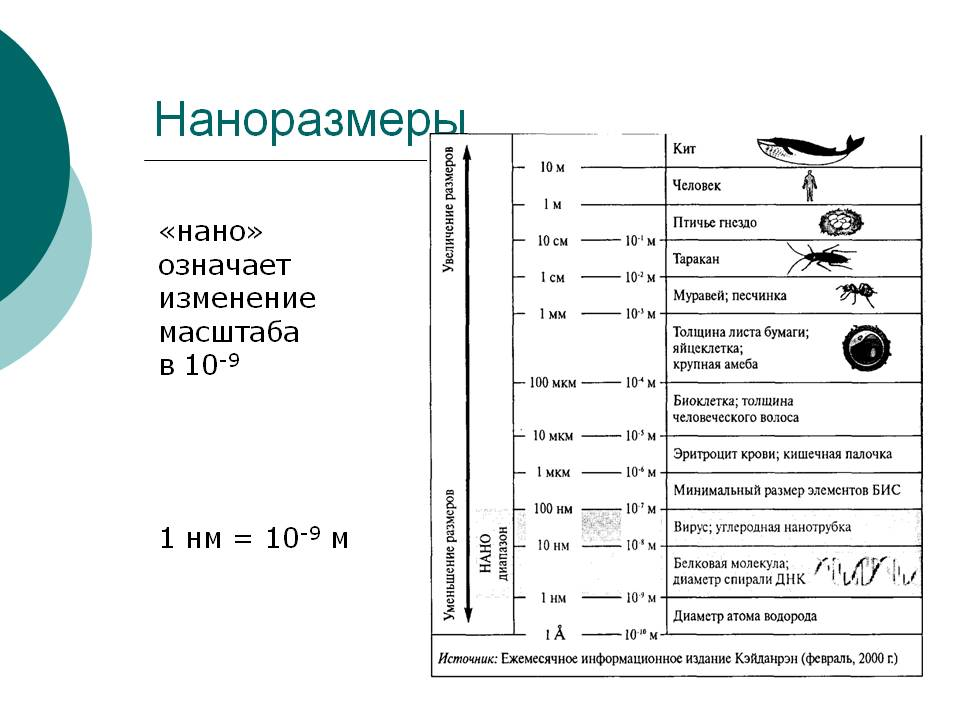 Наноразмеры
«нано»
означает
изменение
масштаба
в 10⁻⁹
1 нм = 10⁻⁹ м
Увеличение размеров
Уменьшение размеров
НАНО
диапазон
Кит
10 м
Человек
1 м
Птичье гнездо
10 см 10⁻¹ м
Таракан
1 см 10⁻² м
Муравей; песчинка
1 мм 10⁻³ м
Толщина листа бумаги;
яйцеклетка;
крупная амеба
100 мкм 10⁻⁴ м
Биоклетка; толщина
человеческого волоса
10 мкм 10⁻⁵ м
Эритроцит крови; кишечная палочка
1 мкм 10⁻⁶ м
Минимальный размер элементов БИС
100 нм 10⁻⁷ м
Вирус; углеродная нанотрубка
10 нм 10⁻⁸ м
Белковая молекула;
диаметр спирали ДНК
1 нм 10⁻⁹ м
Диаметр атома водорода
1 Å 10⁻¹⁰ м
Источник: Ежемесячное информационное издание Кэйданрэн (февраль, 2000 г.)